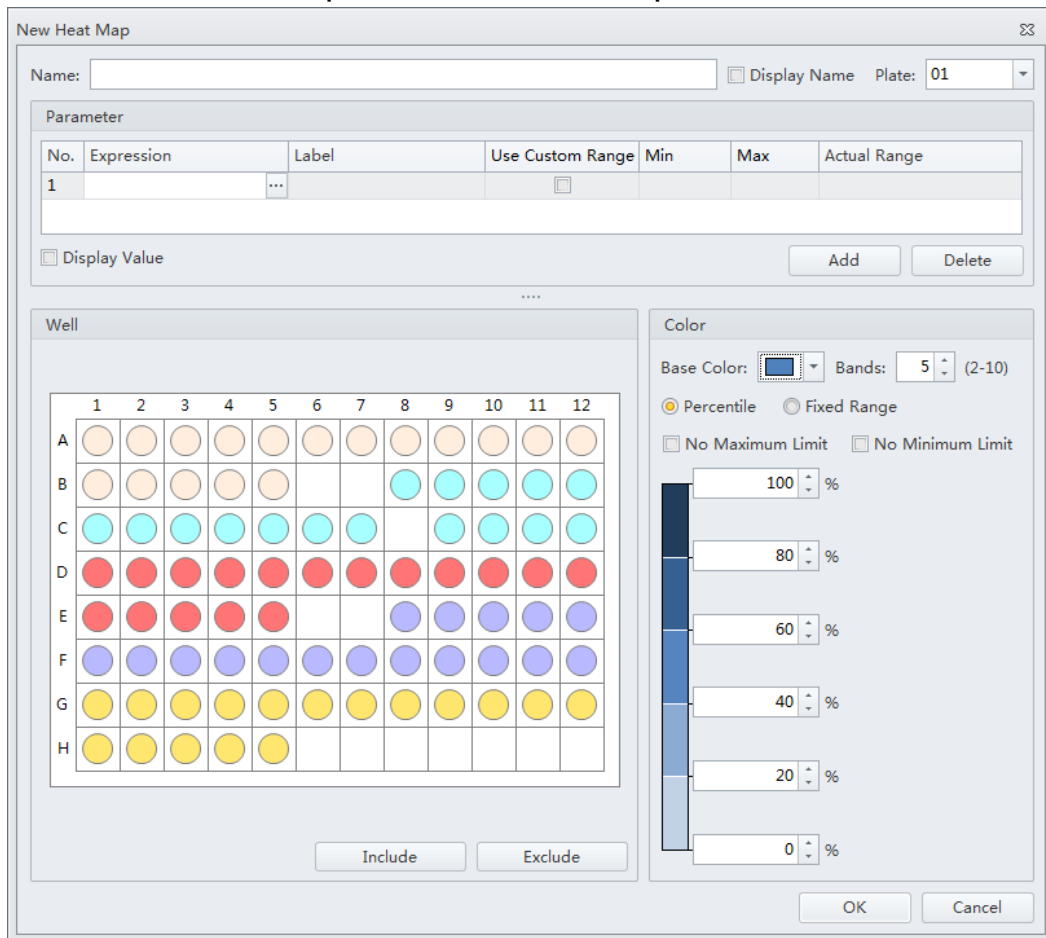 New Heat Map
Name: Display Name Plate: 01
Parameter
No. Expression Label Use Custom Range Min Max Actual Range
1 ...
Display Value Add Delete
Well
1 2 3 4 5 6 7 8 9 10 11 12
A
B
C
D
E
F
G
H
Include Exclude
Color
Base Color: Bands: 5 (2-10)
Percentile Fixed Range
No Maximum Limit No Minimum Limit
100 %
80 %
60 %
40 %
20 %
0 %
OK Cancel